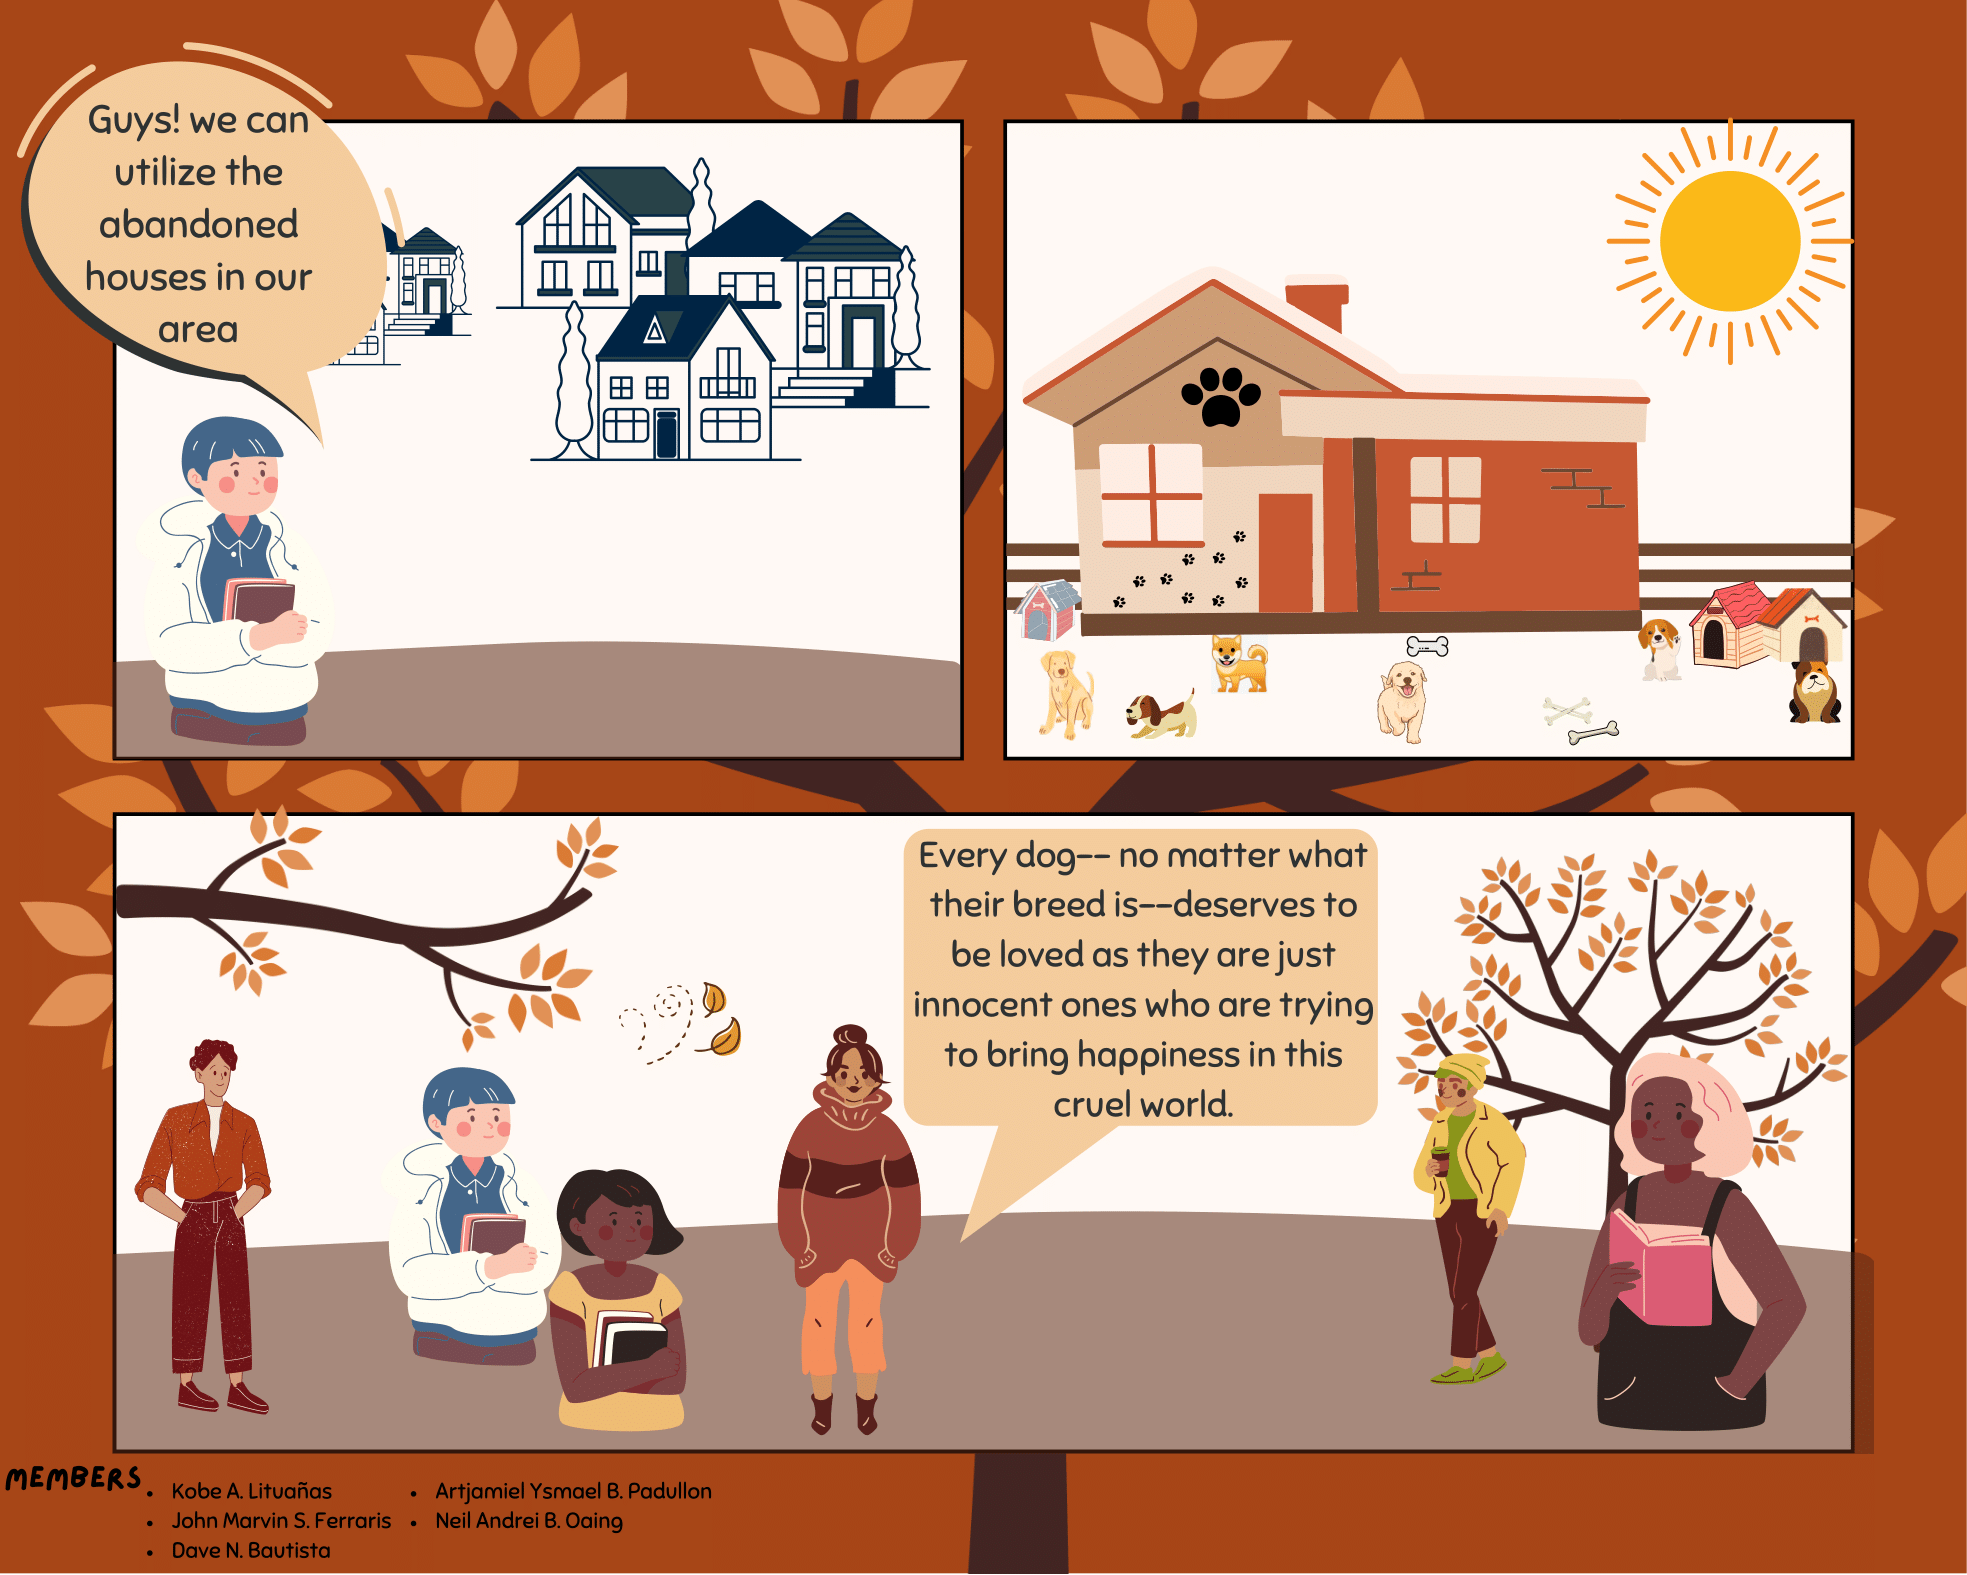 Guys! we can
utilize the
abandoned
houses in our
area
Every dog-- no matter what
their breed is--deserves to
be loved as they are just
innocent ones who are trying
to bring happiness in this
cruel world.
MEMBERS
• Kobe A. Lituañas
• John Marvin S. Ferraris
• Dave N. Bautista
• Artjamiel Ysmael B. Padullon
• Neil Andrei B. Oaing